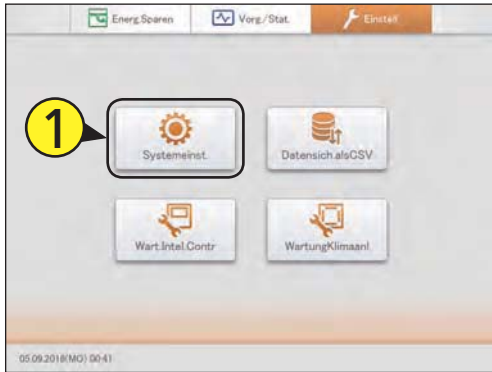 Energ.Sparen Vorg./Stat. Einstell
1
Systemeinst. Datensich.alsCSV
Wart.Intel.Contr WartungKlimaanl.
05.09.2018(MO) 00:41